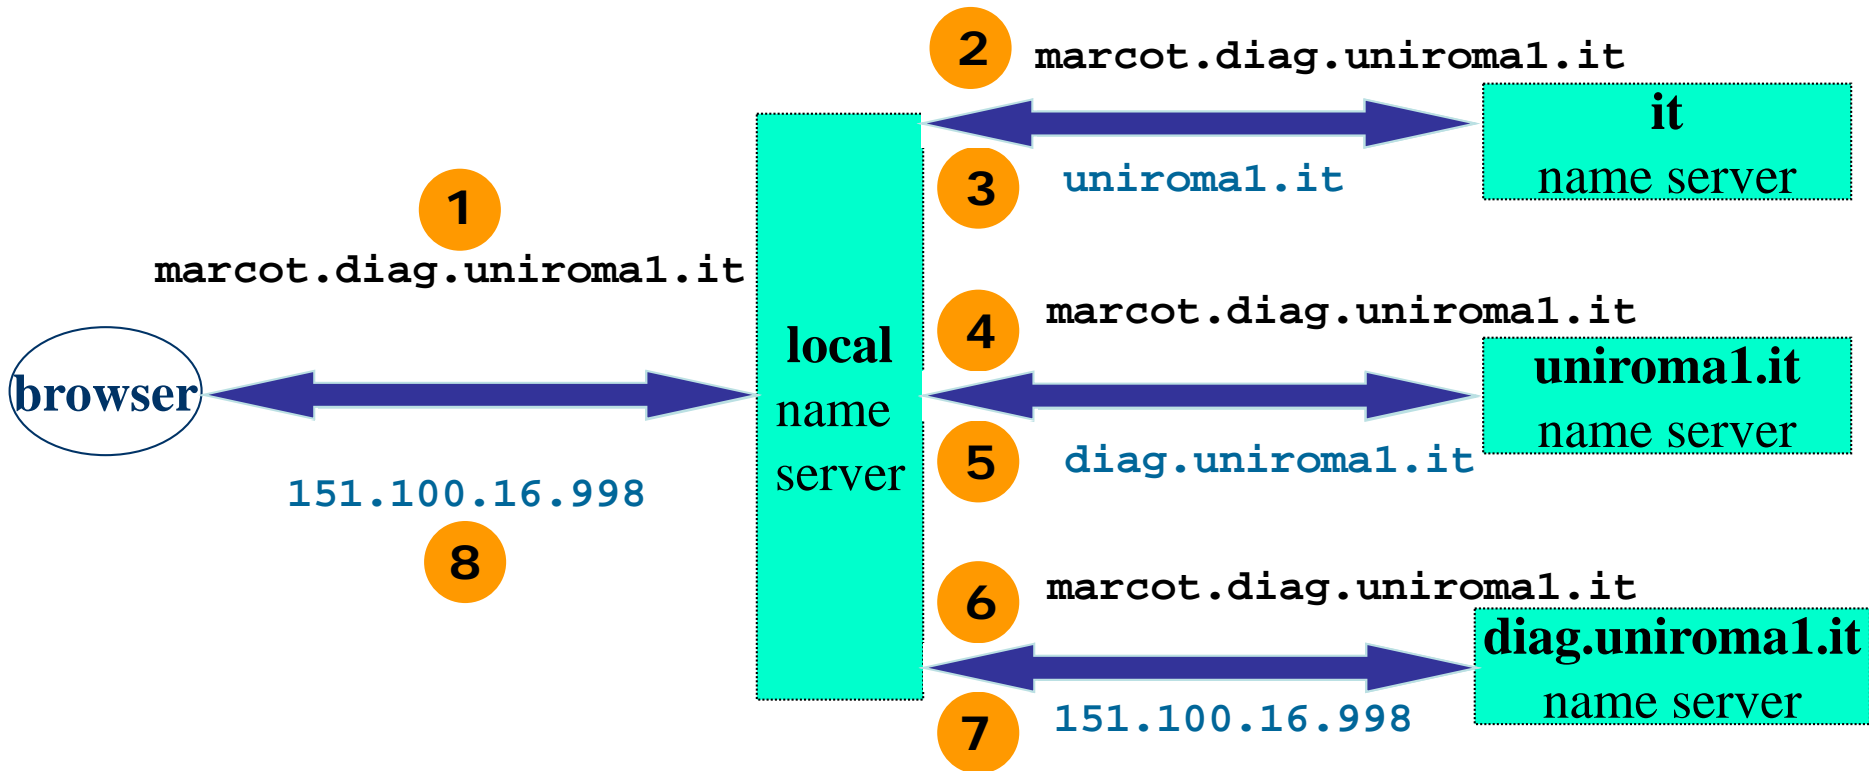 1
marcot.diag.uniroma1.it
browser
151.100.16.998
8
local
name
server
2
marcot.diag.uniroma1.it
3
uniroma1.it
it
name server
4
marcot.diag.uniroma1.it
5
diag.uniroma1.it
uniroma1.it
name server
6
marcot.diag.uniroma1.it
7
151.100.16.998
diag.uniroma1.it
name server